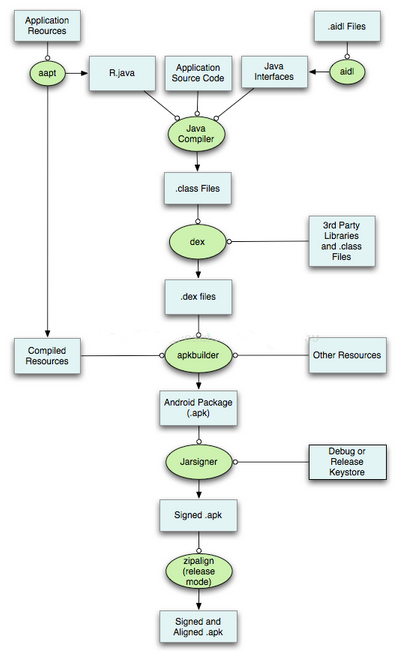 Application
Reources
.aidl Files
aapt
R.java
Application
Source Code
Java
Interfaces
aidl
Java
Compiler
.class Files
dex
3rd Party
Libraries
and .class
Files
.dex files
Compiled
Resources
apkbuilder
Other Resources
Android Package
(.apk)
Jarsigner
Debug or
Release
Keystore
Signed .apk
zipalign
(release
mode)
Signed and
Aligned .apk